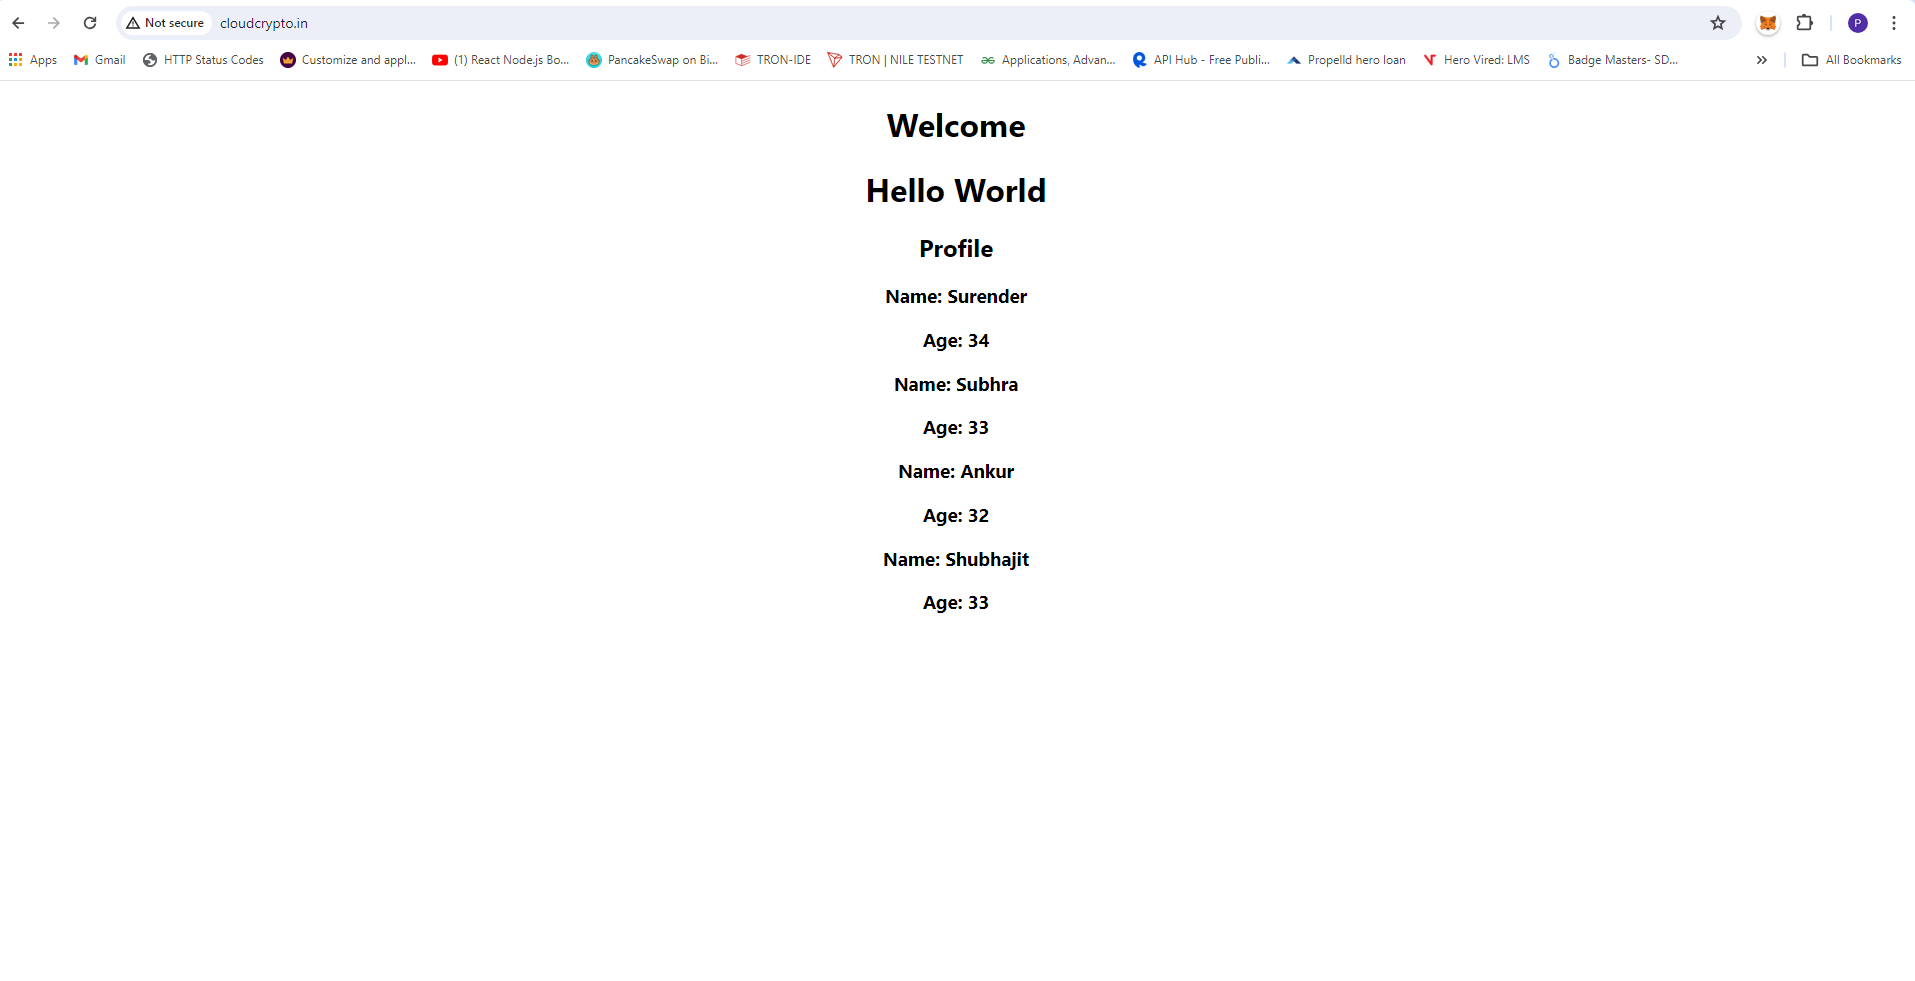 Not secure cloudcrypto.in P
Apps Gmail HTTP Status Codes Customize and appl... (1) React Node.js Bo... PancakeSwap on Bi... TRON-IDE TRON | NILE TESTNET Applications, Advan... API Hub - Free Publi... Propelld hero loan Hero Vired: LMS Badge Masters- SD... » All Bookmarks
Welcome
Hello World
Profile
Name: Surender
Age: 34
Name: Subhra
Age: 33
Name: Ankur
Age: 32
Name: Shubhajit
Age: 33